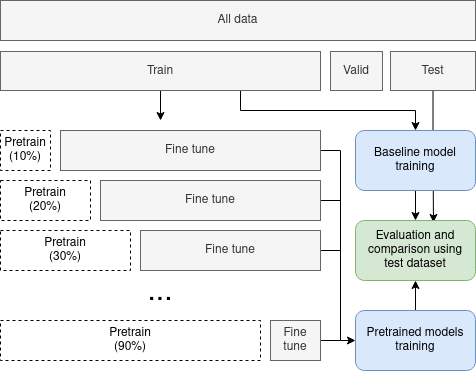 All data
Train
Valid
Test
Pretrain
(10%)
Fine tune
Baseline model
training
Pretrain
(20%)
Fine tune
Pretrain
(30%)
Fine tune
Evaluation and
comparison using
test dataset
...
Pretrain
(90%)
Fine
tune
Pretrained models
training